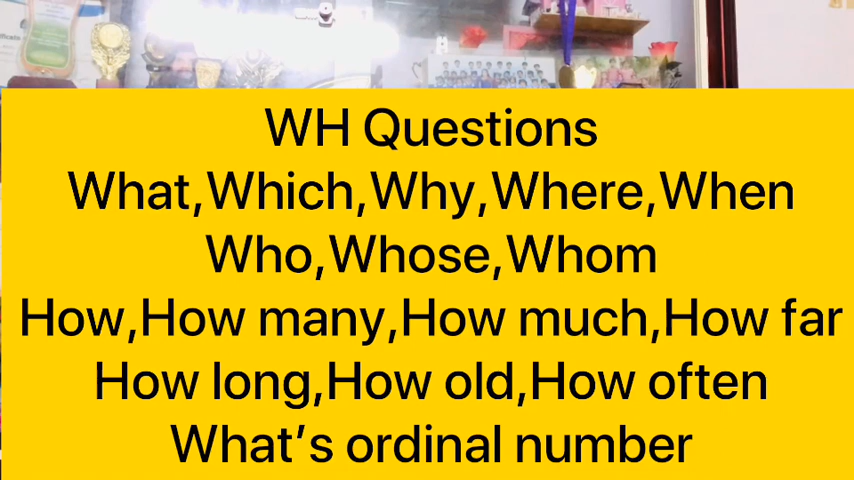 WH Questions
What,Which,Why,Where,When
Who,Whose,Whom
How,How many,How much,How far
How long,How old,How often
What's ordinal number